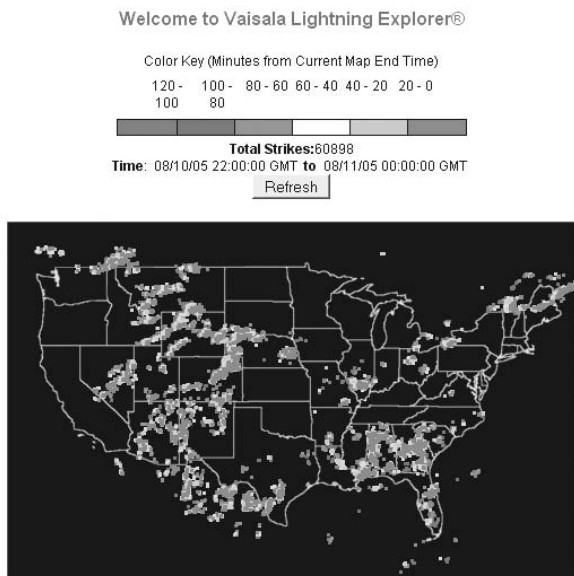 Welcome to Vaisala Lightning Explorer®
Color Key (Minutes from Current Map End Time)
120 - 100 - 80 - 60 60 - 40 40 - 20 20 - 0
100 80
Total Strikes:60898
Time: 08/10/05 22:00:00 GMT to 08/11/05 00:00:00 GMT
Refresh